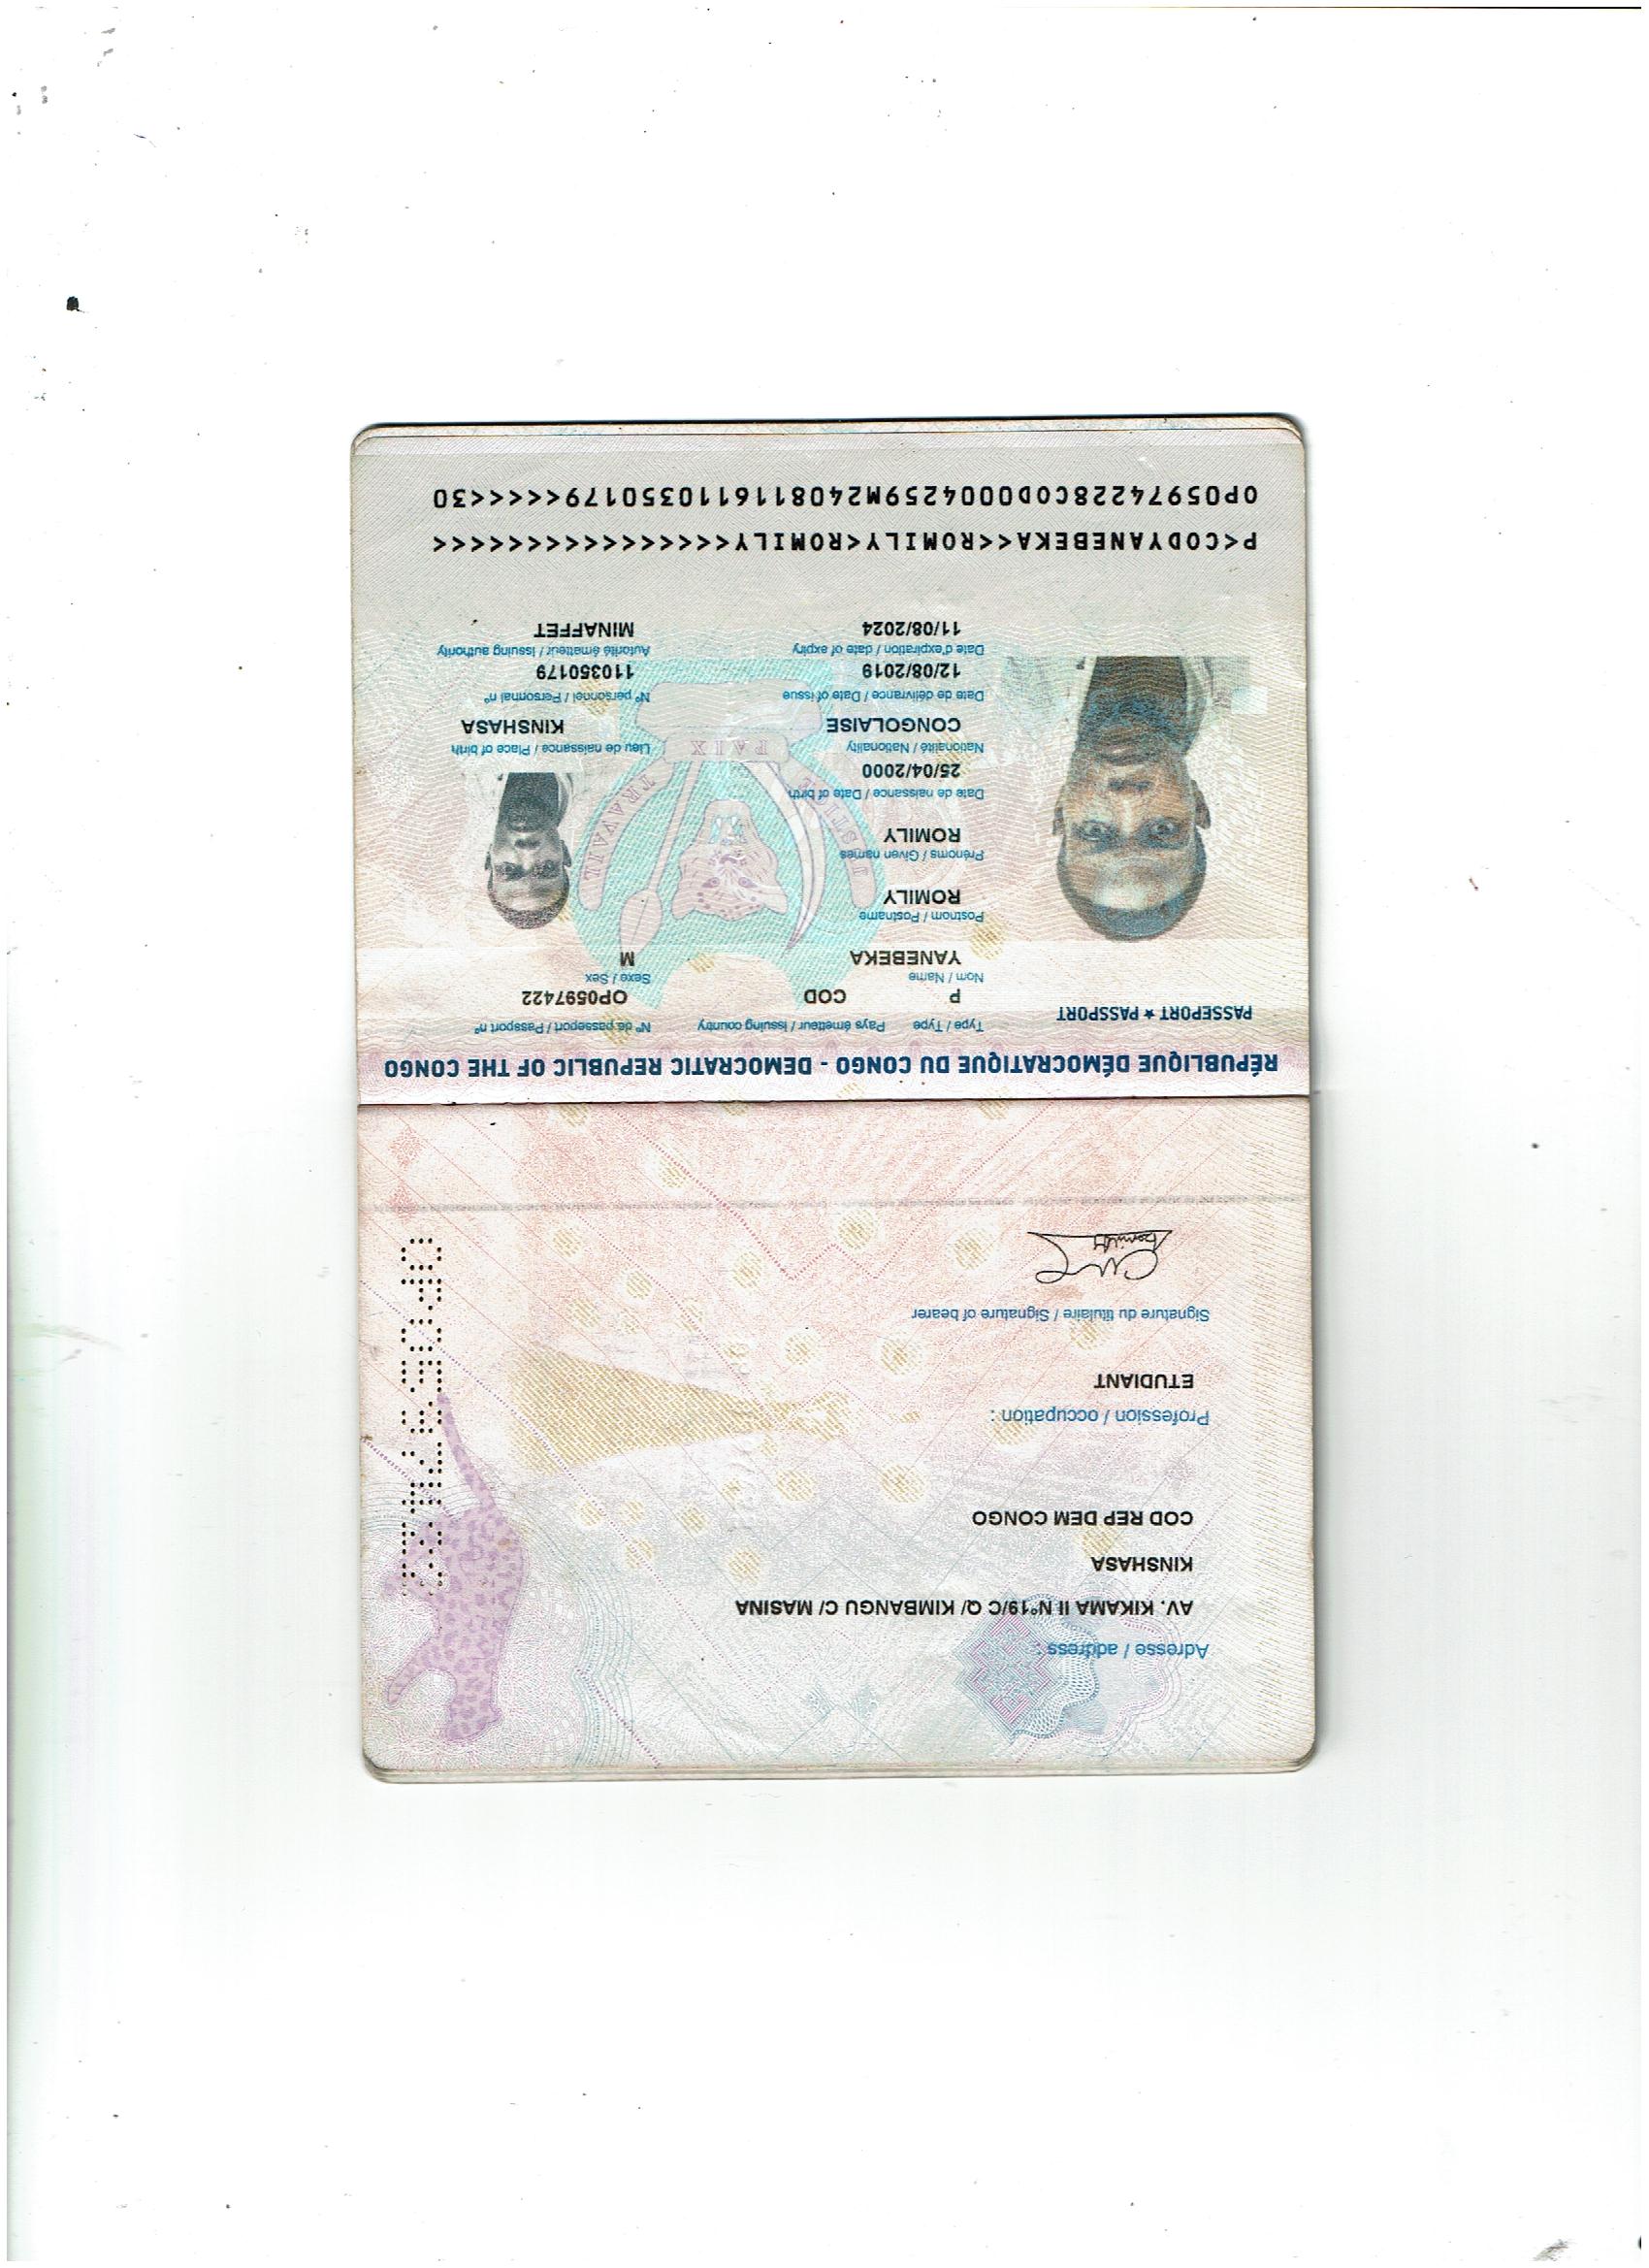 Adresse / address :
AV. KIKAMA II N°19/C Q/ KIMBANGU C/ MASINA
KINSHASA
COD REP DEM CONGO
Profession / occupation :
ETUDIANT
Signature du titulaire / Signature of bearer
OP0597422
RÉPUBLIQUE DÉMOCRATIQUE DU CONGO - DEMOCRATIC REPUBLIC OF THE CONGO
PASSEPORT ★ PASSPORT
Type / Type Pays émetteur / Issuing country N° de passeport / Passport n°
P COD OP0597422
Nom / Name Sexe / Sex
YANEBEKA M
Postnom / Postname
ROMILY
Prénoms / Given names
ROMILY
Date de naissance / Date of birth
25/04/2000
Nationalité / Nationality Lieu de naissance / Place of birth
CONGOLAISE KINSHASA
Date de délivrance / Date of issue N° personnel / Personnal n°
12/08/2019 110350179
Date d'expiration / date of expiry Autorité émetteur / Issuing authority
11/08/2024 MINAFFET
JUSTICE PAIX TRAVAIL
P<CODYANEBEKA<<ROMILY<ROMILY<<<<<<<<<<<<<<<<
OP05974228COD0004259M2408116110350179<<<<<30